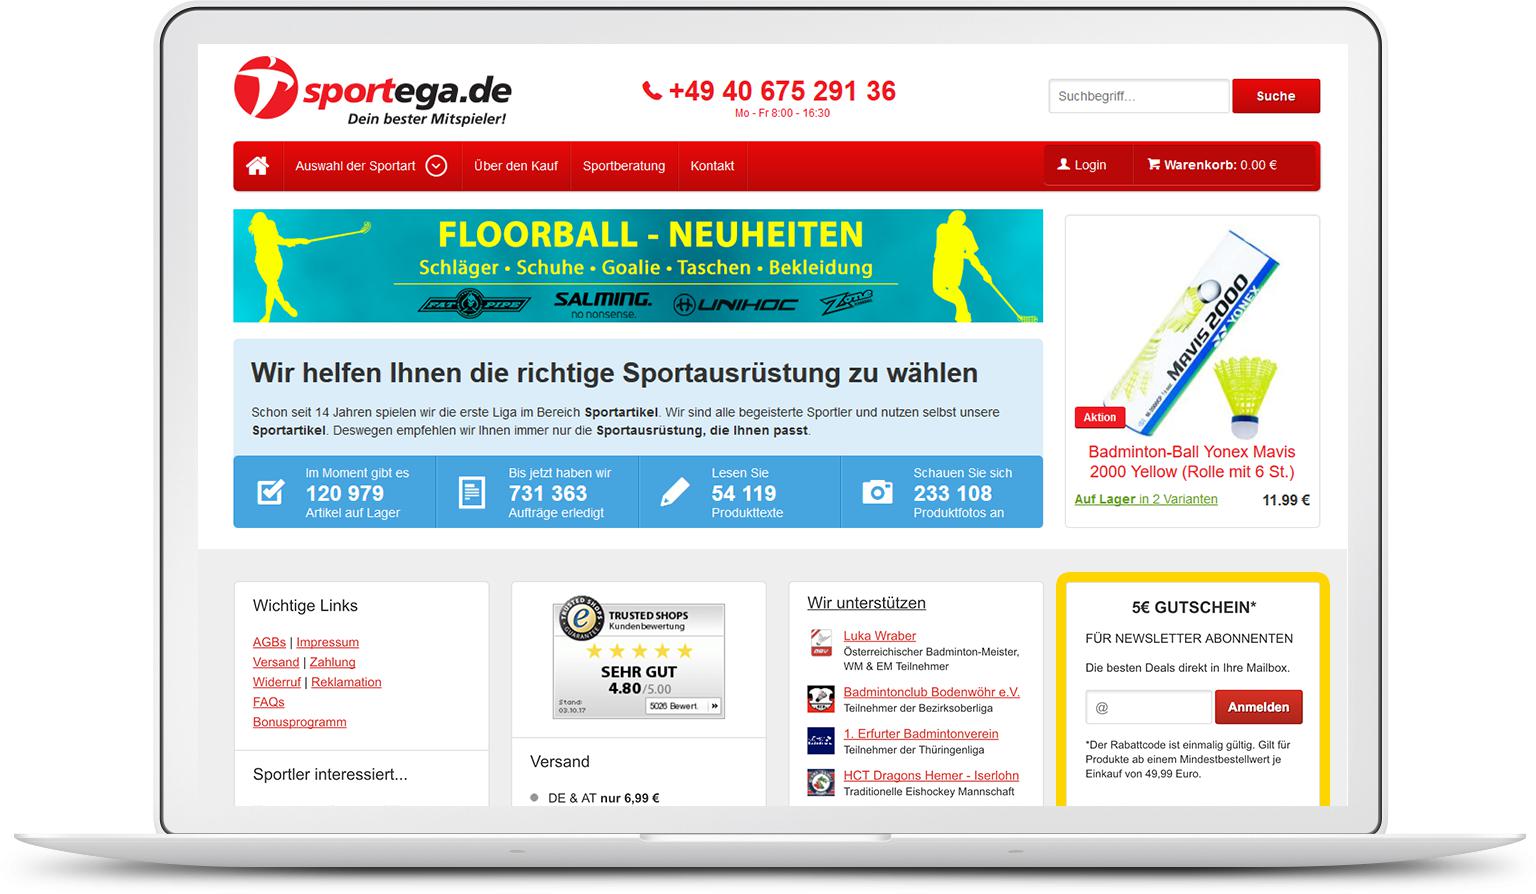 sportega.de
Dein bester Mitspieler!
+49 40 675 291 36
Mo - Fr 8:00 - 16:30
Suchbegriff...
Suche
Auswahl der Sportart
Über den Kauf
Sportberatung
Kontakt
Login
Warenkorb: 0.00 €
FLOORBALL - NEUHEITEN
Schläger • Schuhe • Goalie • Taschen • Bekleidung
FAT PIPE
SALMING.
no nonsense.
UNIHOC
ZONE
Wir helfen Ihnen die richtige Sportausrüstung zu wählen
Schon seit 14 Jahren spielen wir die erste Liga im Bereich Sportartikel. Wir sind alle begeisterte Sportler und nutzen selbst unsere
Sportartikel. Deswegen empfehlen wir Ihnen immer nur die Sportausrüstung, die Ihnen passt.
Im Moment gibt es
120 979
Artikel auf Lager
Bis jetzt haben wir
731 363
Aufträge erledigt
Lesen Sie
54 119
Produkttexte
Schauen Sie sich
233 108
Produktfotos an
MAVIS 2000
YONEX
Aktion
Badminton-Ball Yonex Mavis
2000 Yellow (Rolle mit 6 St.)
Auf Lager in 2 Varianten
11.99 €
Wichtige Links
AGBs | Impressum
Versand | Zahlung
Widerruf | Reklamation
FAQs
Bonusprogramm
Sportler interessiert...
TRUSTED SHOPS
GUARANTEE
e
TRUSTED SHOPS
Kundenbewertung
SEHR GUT
4.80/5.00
Stand:
03.10.17
5026 Bewert.
Versand
DE & AT nur 6,99 €
Wir unterstützen
Luka Wraber
Österreichischer Badminton-Meister,
WM & EM Teilnehmer
Badmintonclub Bodenwöhr e.V.
Teilnehmer der Bezirksoberliga
1. Erfurter Badmintonverein
Teilnehmer der Thüringenliga
HCT Dragons Hemer - Iserlohn
Traditionelle Eishockey Mannschaft
5€ GUTSCHEIN*
FÜR NEWSLETTER ABONNENTEN
Die besten Deals direkt in Ihre Mailbox.
@
Anmelden
*Der Rabattcode ist einmalig gültig. Gilt für
Produkte ab einem Mindestbestellwert je
Einkauf von 49,99 Euro.